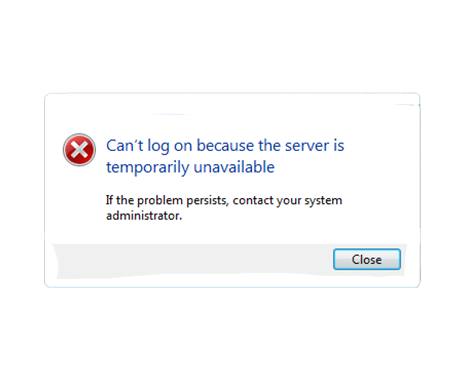 Can't log on because the server is
temporarily unavailable
If the problem persists, contact your system
administrator.
Close